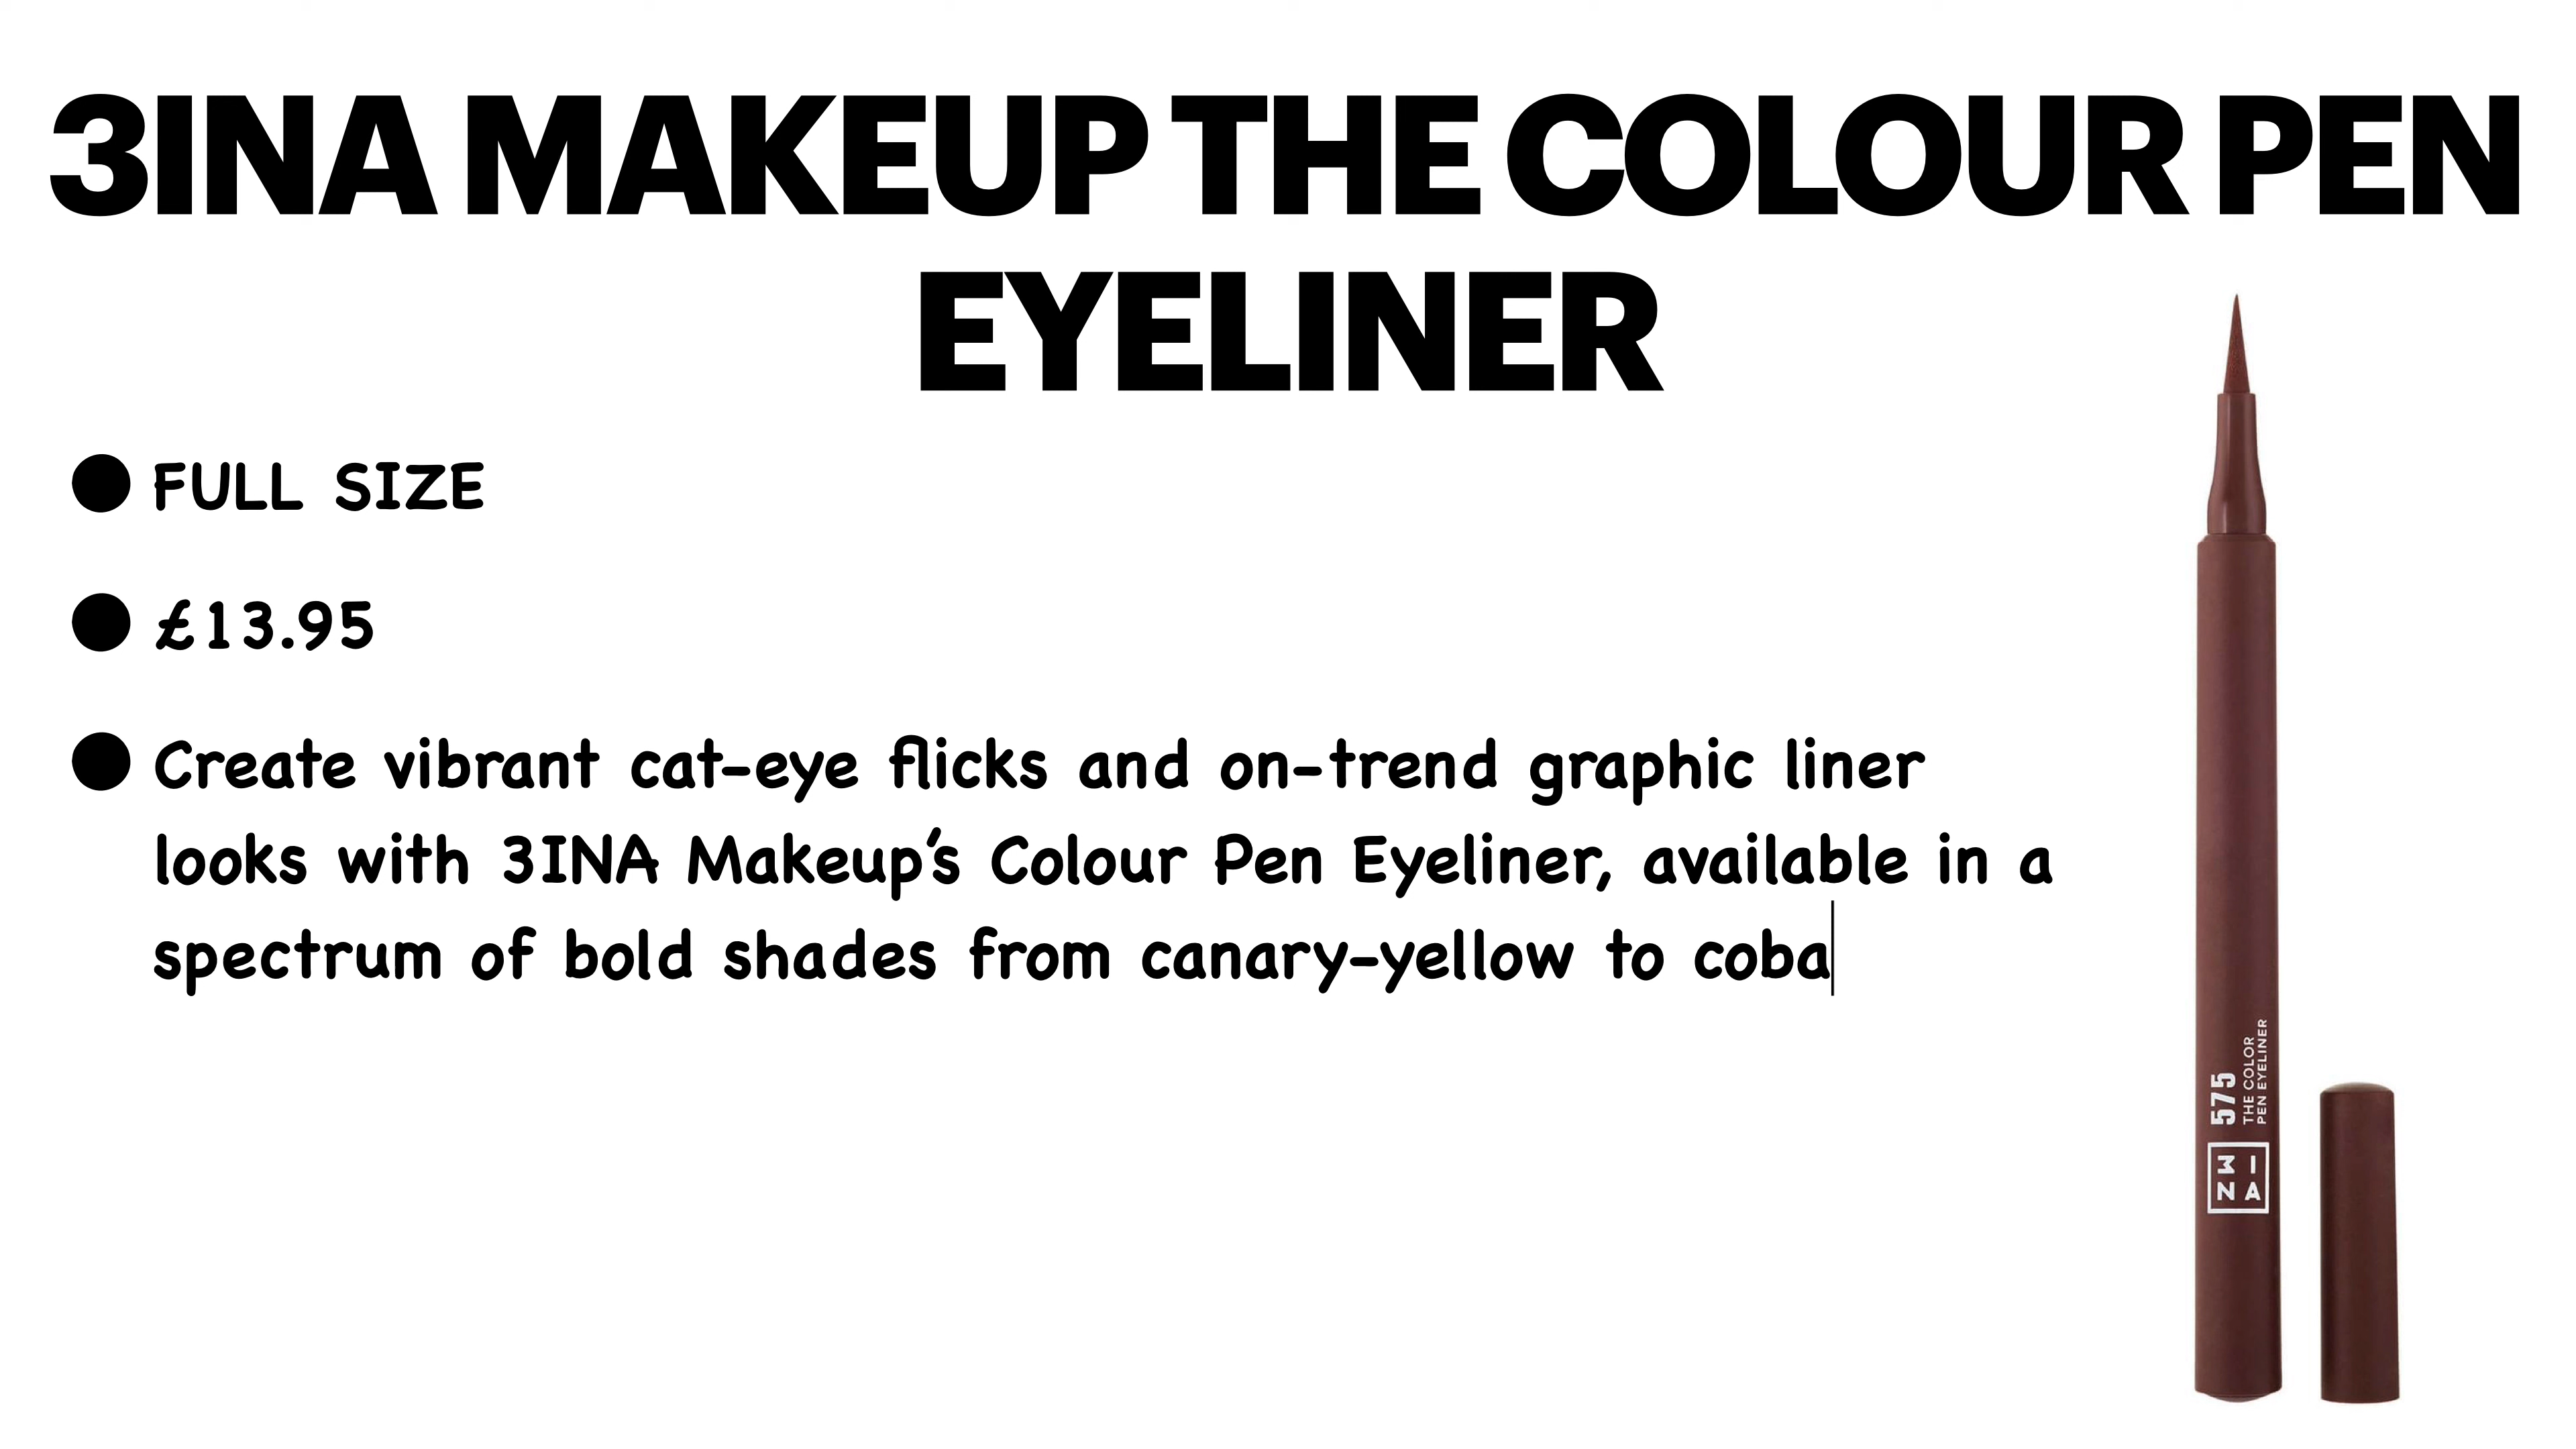 3INA MAKEUP THE COLOUR PEN
EYELINER
FULL SIZE
£13.95
Create vibrant cat-eye flicks and on-trend graphic liner
looks with 3INA Makeup’s Colour Pen Eyeliner, available in a
spectrum of bold shades from canary-yellow to coba
575
THE COLOR
PEN EYELINER
3I
NA